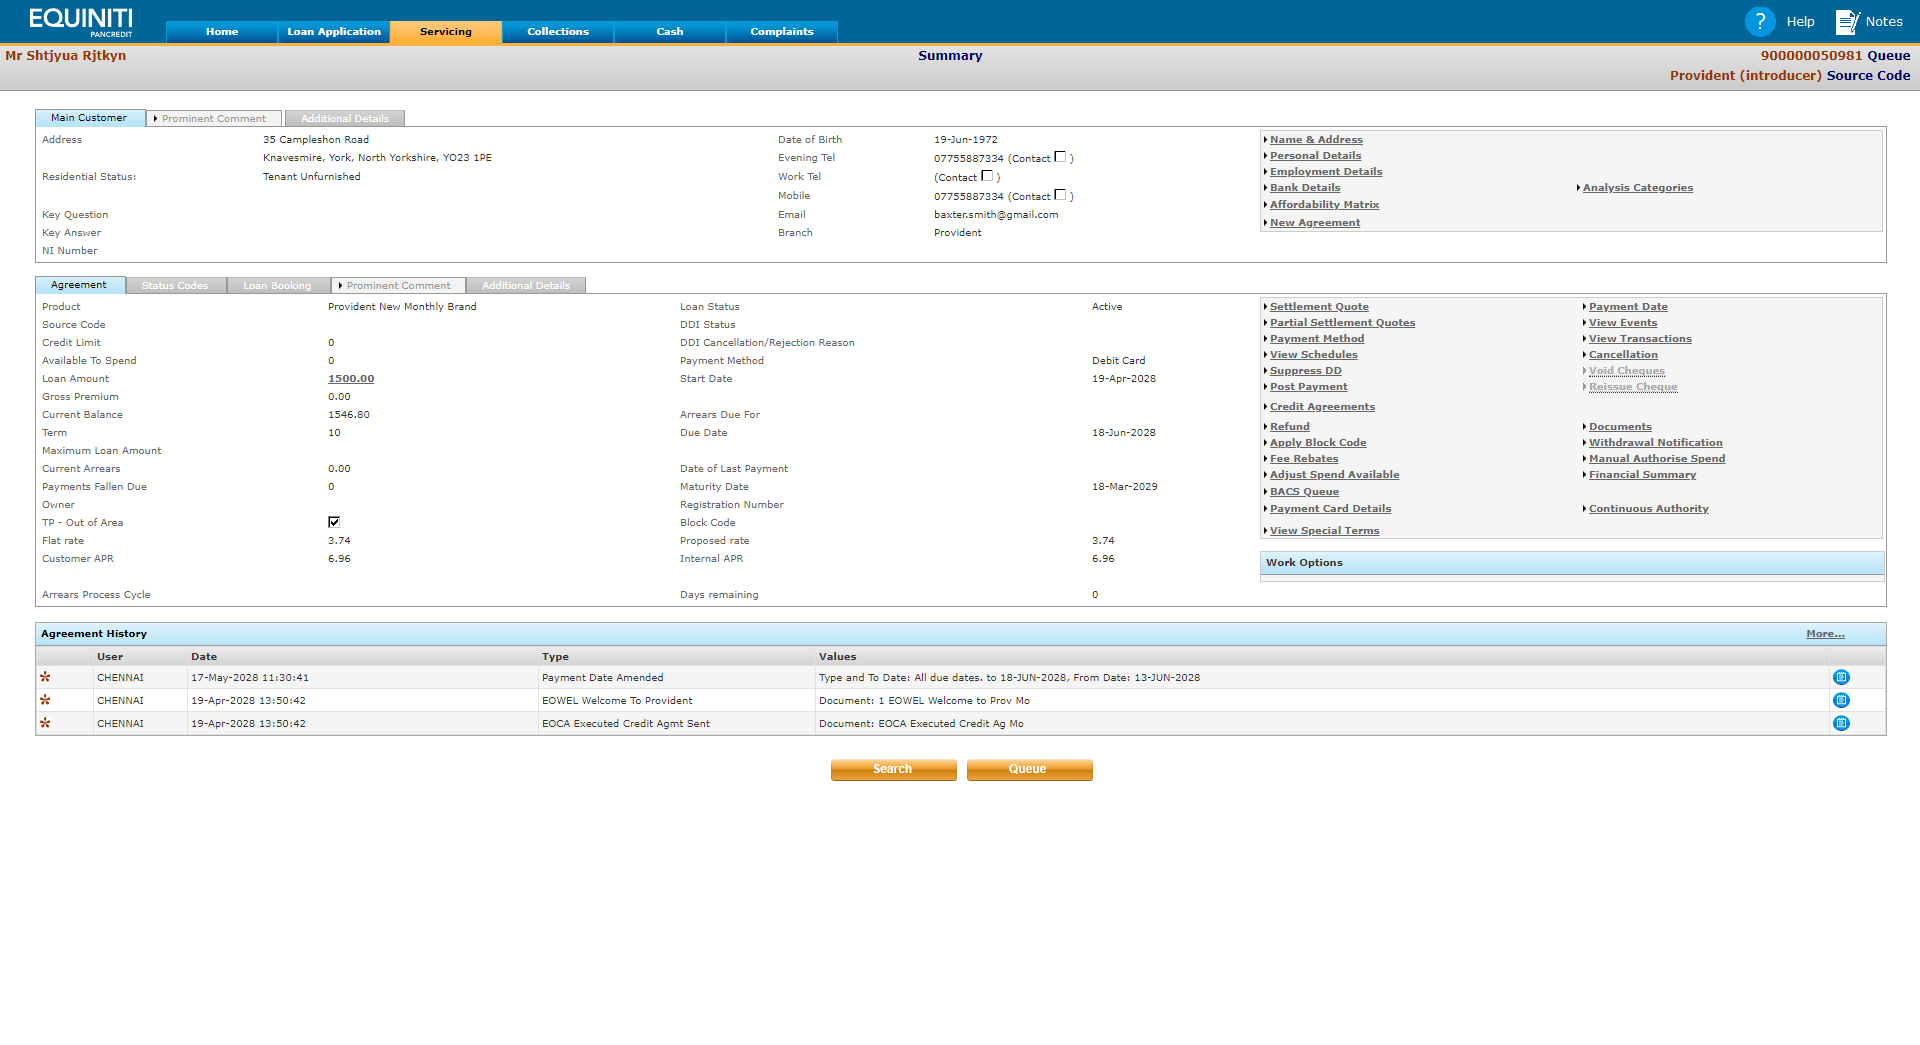 EQUINITI
PANCREDIT
Home Loan Application Servicing Collections Cash Complaints
? Help Notes
Mr Shtjyua Rjtkyn Summary 900000050981 Queue
Provident (introducer) Source Code
Main Customer Prominent Comment Additional Details
Address 35 Campleshon Road Date of Birth 19-Jun-1972 Name & Address
Knavesmire, York, North Yorkshire, YO23 1PE Evening Tel 07755887334 (Contact ) Personal Details
Residential Status: Tenant Unfurnished Work Tel (Contact ) Employment Details
Bank Details Analysis Categories
Mobile 07755887334 (Contact ) Affordability Matrix
Key Question Email baxter.smith@gmail.com New Agreement
Key Answer Branch Provident
NI Number
Agreement Status Codes Loan Booking Prominent Comment Additional Details
Product Provident New Monthly Brand Loan Status Active Settlement Quote Payment Date
Source Code DDI Status Partial Settlement Quotes View Events
Credit Limit 0 DDI Cancellation/Rejection Reason Payment Method View Transactions
Available To Spend 0 Payment Method Debit Card View Schedules Cancellation
Loan Amount 1500.00 Start Date 19-Apr-2028 Suppress DD Void Cheques
Gross Premium 0.00 Post Payment Reissue Cheque
Current Balance 1546.80 Arrears Due For Credit Agreements
Term 10 Due Date 18-Jun-2028 Refund Documents
Maximum Loan Amount Apply Block Code Withdrawal Notification
Current Arrears 0.00 Date of Last Payment Fee Rebates Manual Authorise Spend
Payments Fallen Due 0 Maturity Date 18-Mar-2029 Adjust Spend Available Financial Summary
Owner Registration Number BACS Queue
TP - Out of Area Block Code Payment Card Details Continuous Authority
Flat rate 3.74 Proposed rate 3.74 View Special Terms
Customer APR 6.96 Internal APR 6.96 Work Options
Arrears Process Cycle Days remaining 0
Agreement History More...
User Date Type Values
CHENNAI 17-May-2028 11:30:41 Payment Date Amended Type and To Date: All due dates. to 18-JUN-2028, From Date: 13-JUN-2028
CHENNAI 19-Apr-2028 13:50:42 EOWEL Welcome To Provident Document: 1 EOWEL Welcome to Prov Mo
CHENNAI 19-Apr-2028 13:50:42 EOCA Executed Credit Agmt Sent Document: EOCA Executed Credit Ag Mo
Search Queue